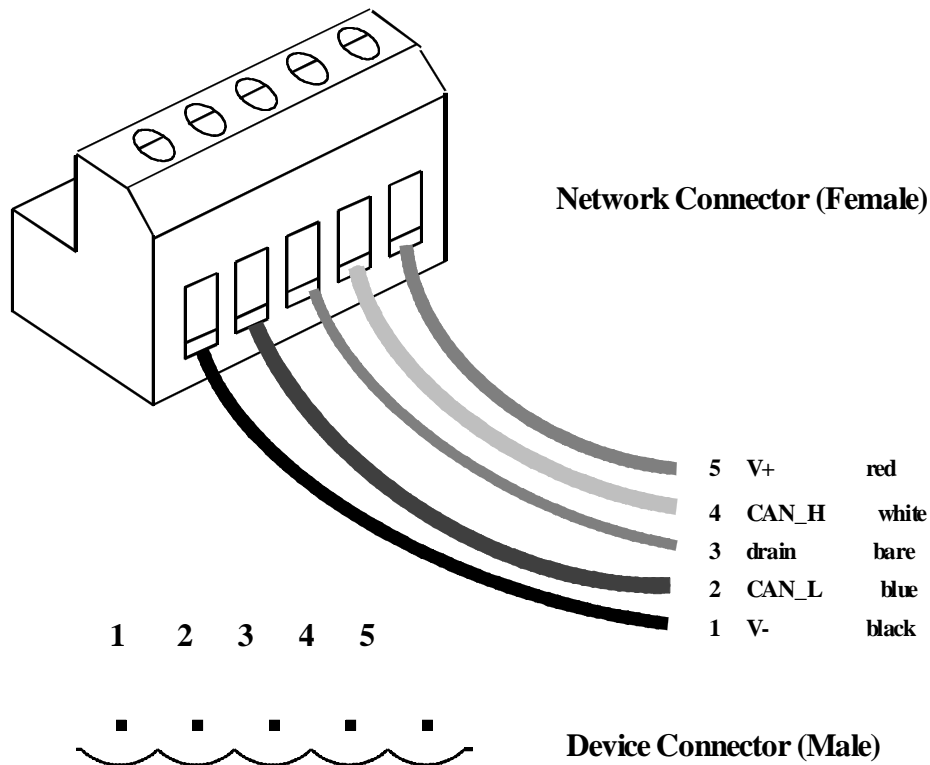 Network Connector (Female)
5 V+ red
4 CAN_H white
3 drain bare
2 CAN_L blue
1 V- black
1 2 3 4 5
Device Connector (Male)